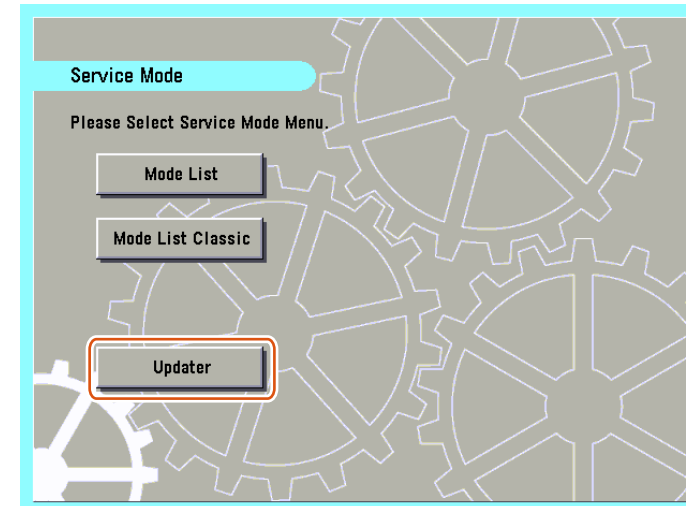 Service Mode
Please Select Service Mode Menu.
Mode List
Mode List Classic
Updater